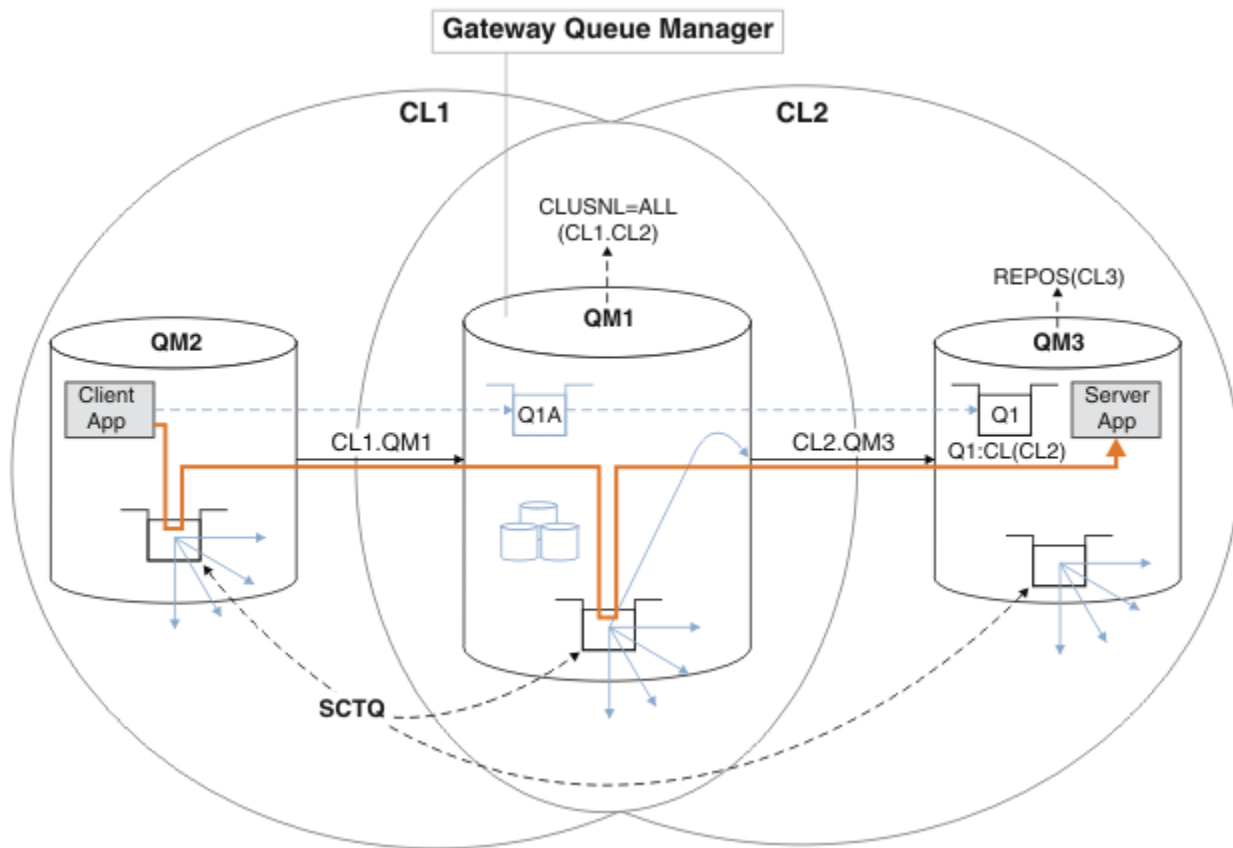 Gateway Queue Manager
CL1
CL2
CLUSNL=ALL
(CL1.CL2)
REPOS(CL3)
QM2
QM1
QM3
Client
App
Q1A
Q1
Server
App
CL1.QM1
CL2.QM3
Q1:CL(CL2)
SCTQ